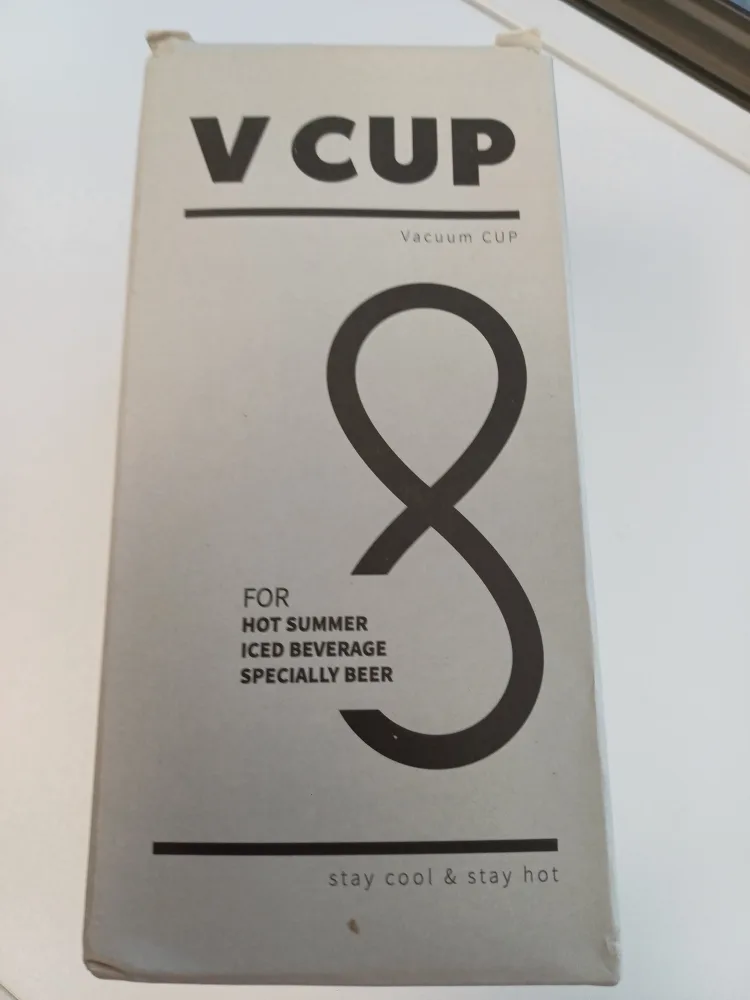 V CUP
Vacuum CUP
FOR
HOT SUMMER
ICED BEVERAGE
SPECIALLY BEER
stay cool & stay hot